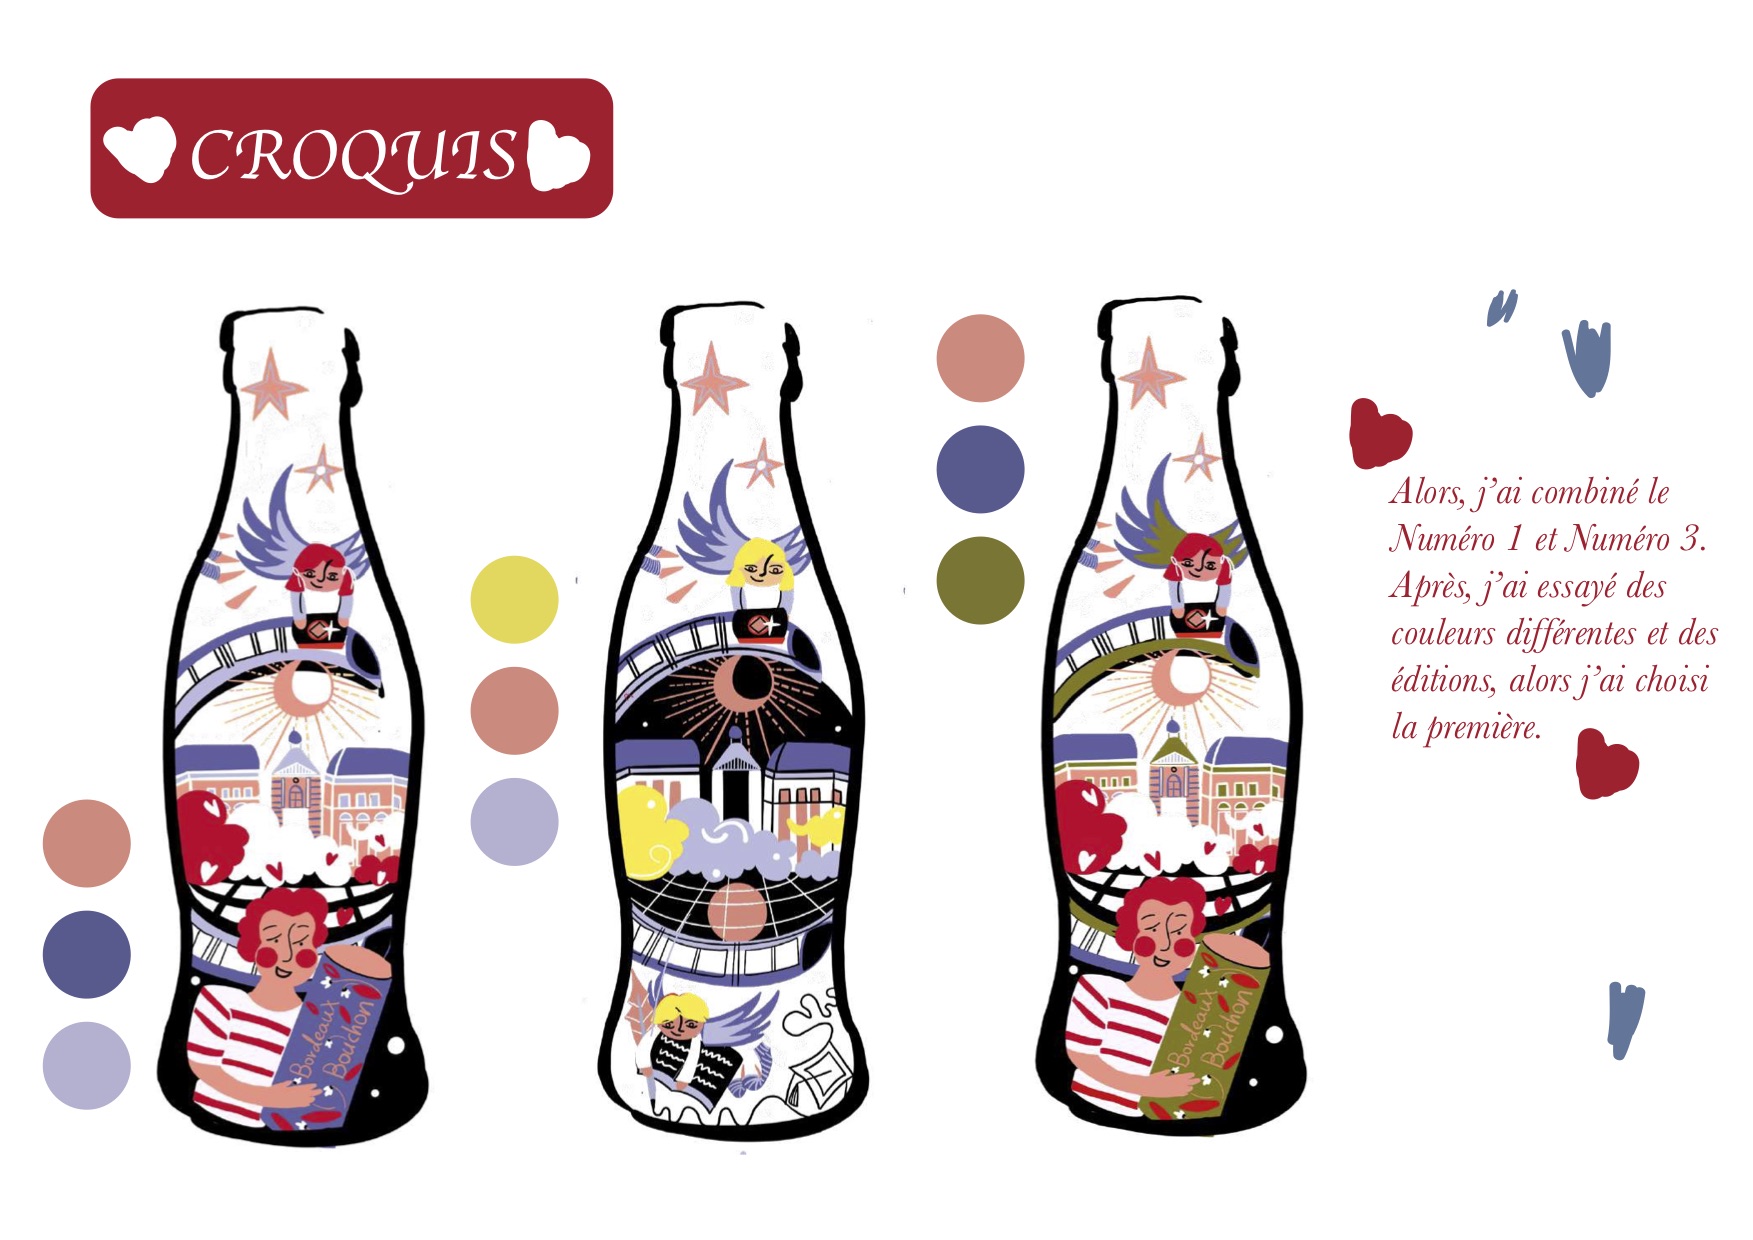 CROQUIS
Alors, j'ai combiné le
Numéro 1 et Numéro 3.
Après, j'ai essayé des
couleurs différentes et des
éditions, alors j'ai choisi
la première.
Bordeaux
Bouchon
Bordeaux
Bouchon